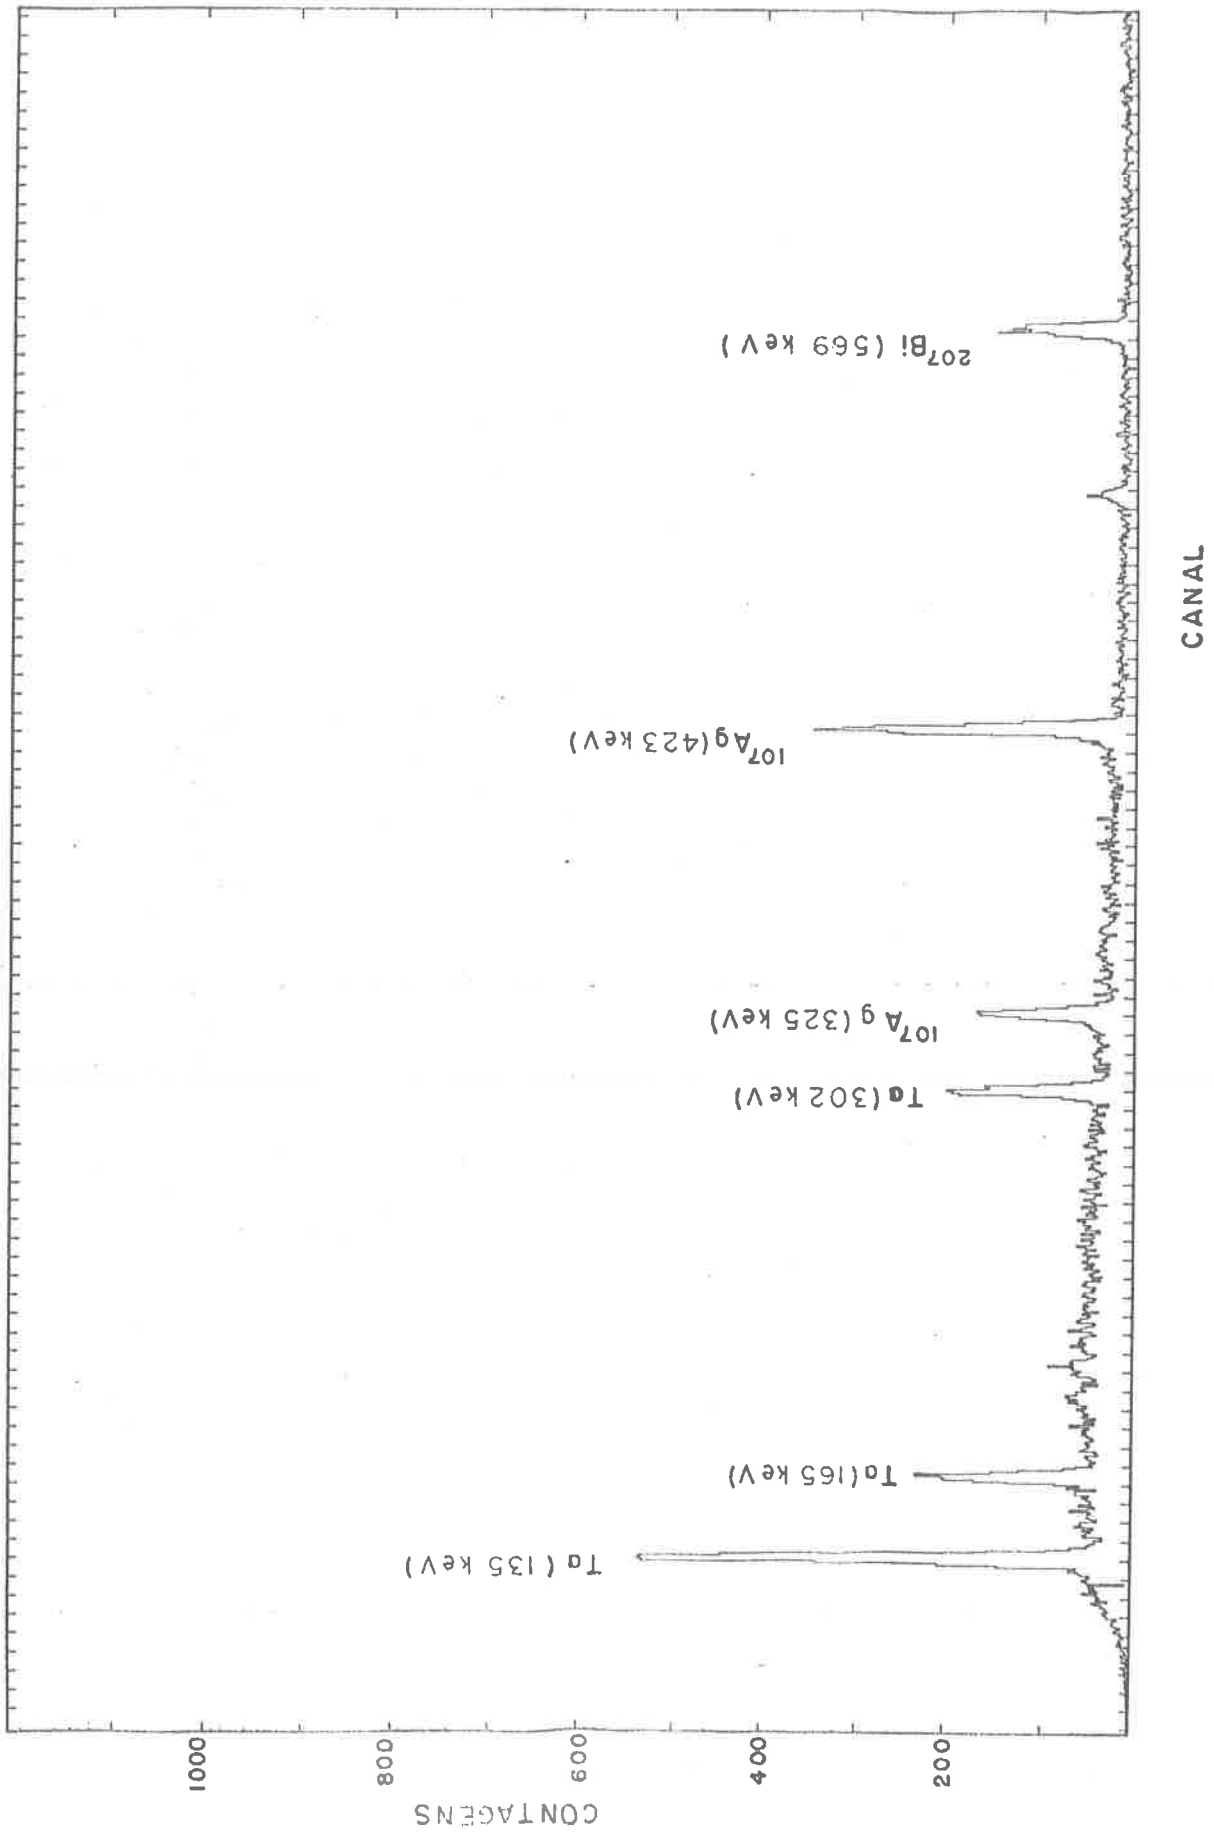 CONTAGENS
1000
800
600
400
200
Ta (135 keV)
Ta (165 keV)
Ta (302 keV)
107Ag (325 keV)
107Ag (423 keV)
207Bi (569 keV)
CANAL